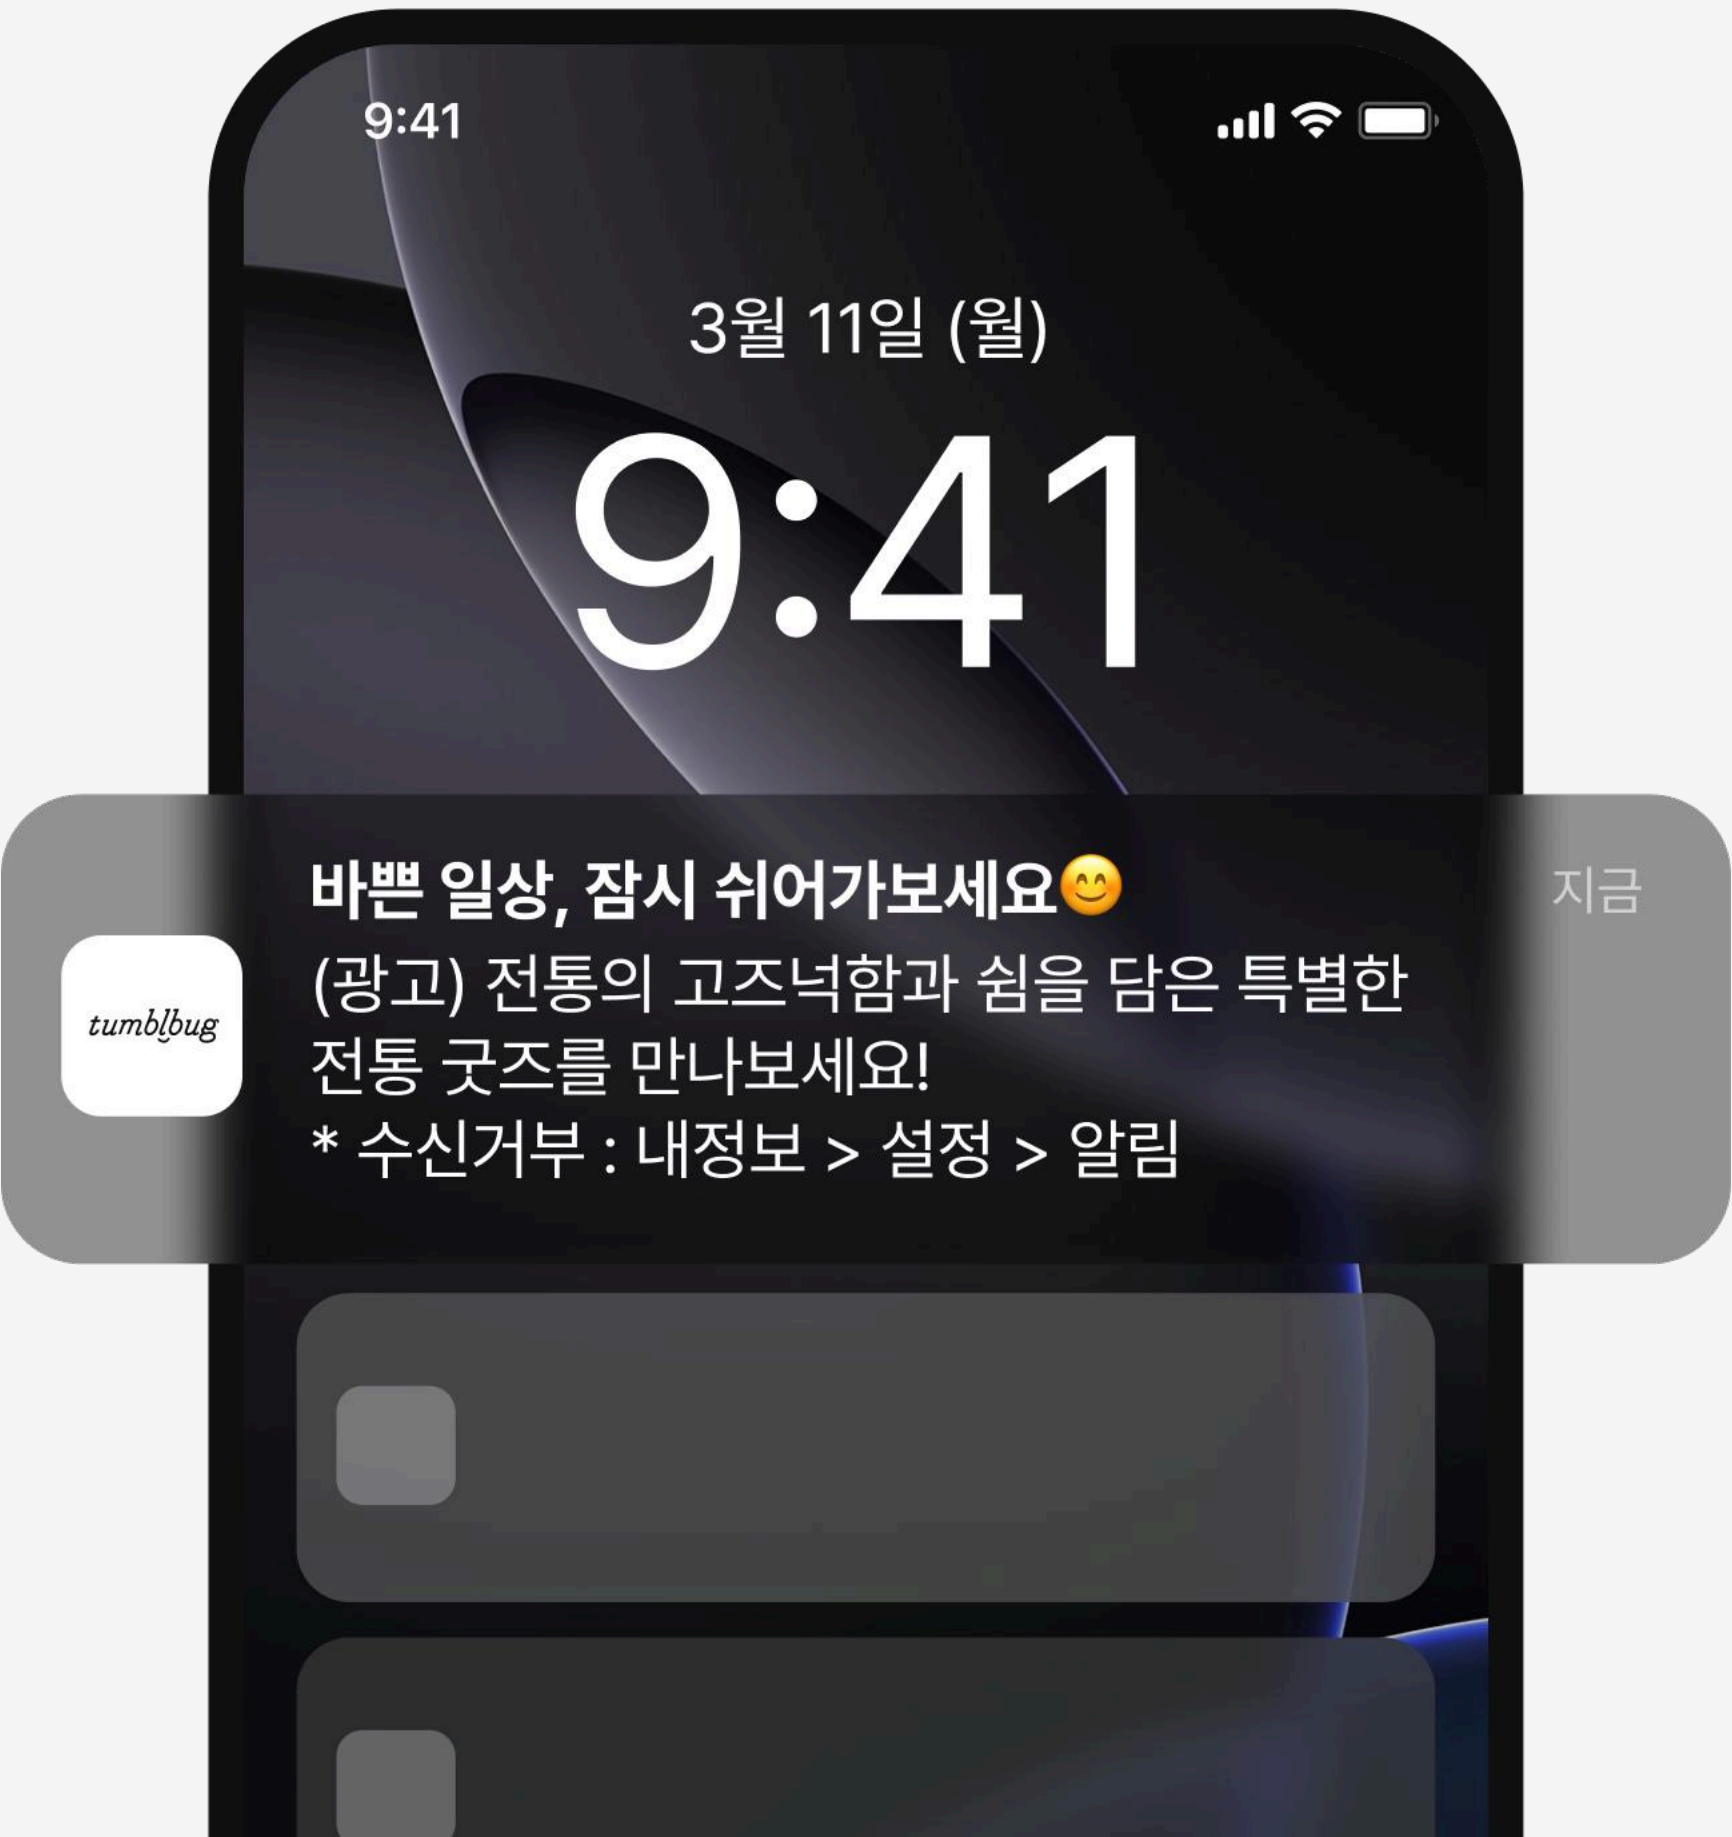 9:41
3월 11일 (월)
9:41
바쁜 일상, 잠시 쉬어가보세요😊
지금
(광고) 전통의 고즈넉함과 쉼을 담은 특별한
전통 굿즈를 만나보세요!
* 수신거부 : 내정보 > 설정 > 알림
tumblbug